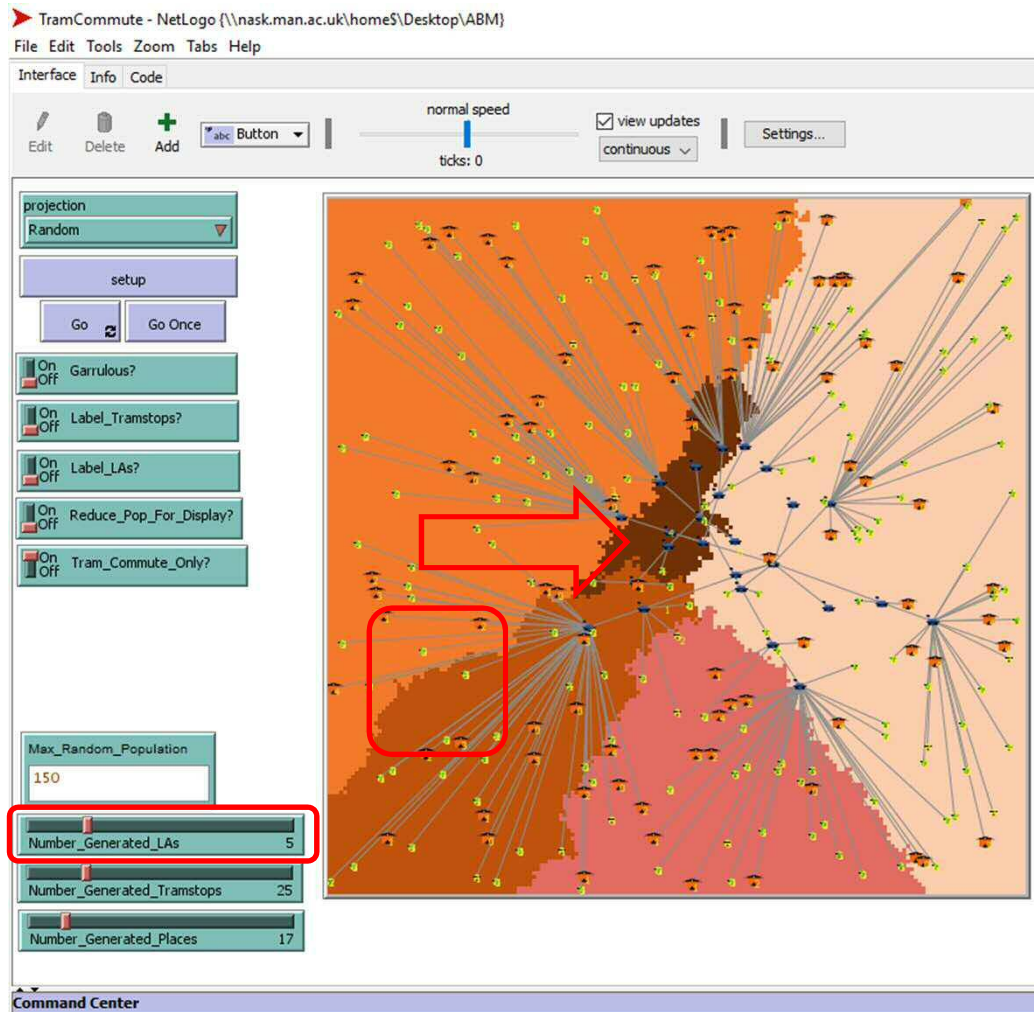 TramCommute - NetLogo {\\nask.man.ac.uk\home$\Desktop\ABM}
File Edit Tools Zoom Tabs Help
Interface Info Code
Edit Delete Add abc Button normal speed ticks: 0 view updates continuous Settings...
projection
Random
setup
Go Go Once
On Off Garrulous?
On Off Label_Tramstops?
On Off Label_LAs?
On Off Reduce_Pop_For_Display?
On Off Tram_Commute_Only?
Max_Random_Population
150
Number_Generated_LAs 5
Number_Generated_Tramstops 25
Number_Generated_Places 17
Command Center